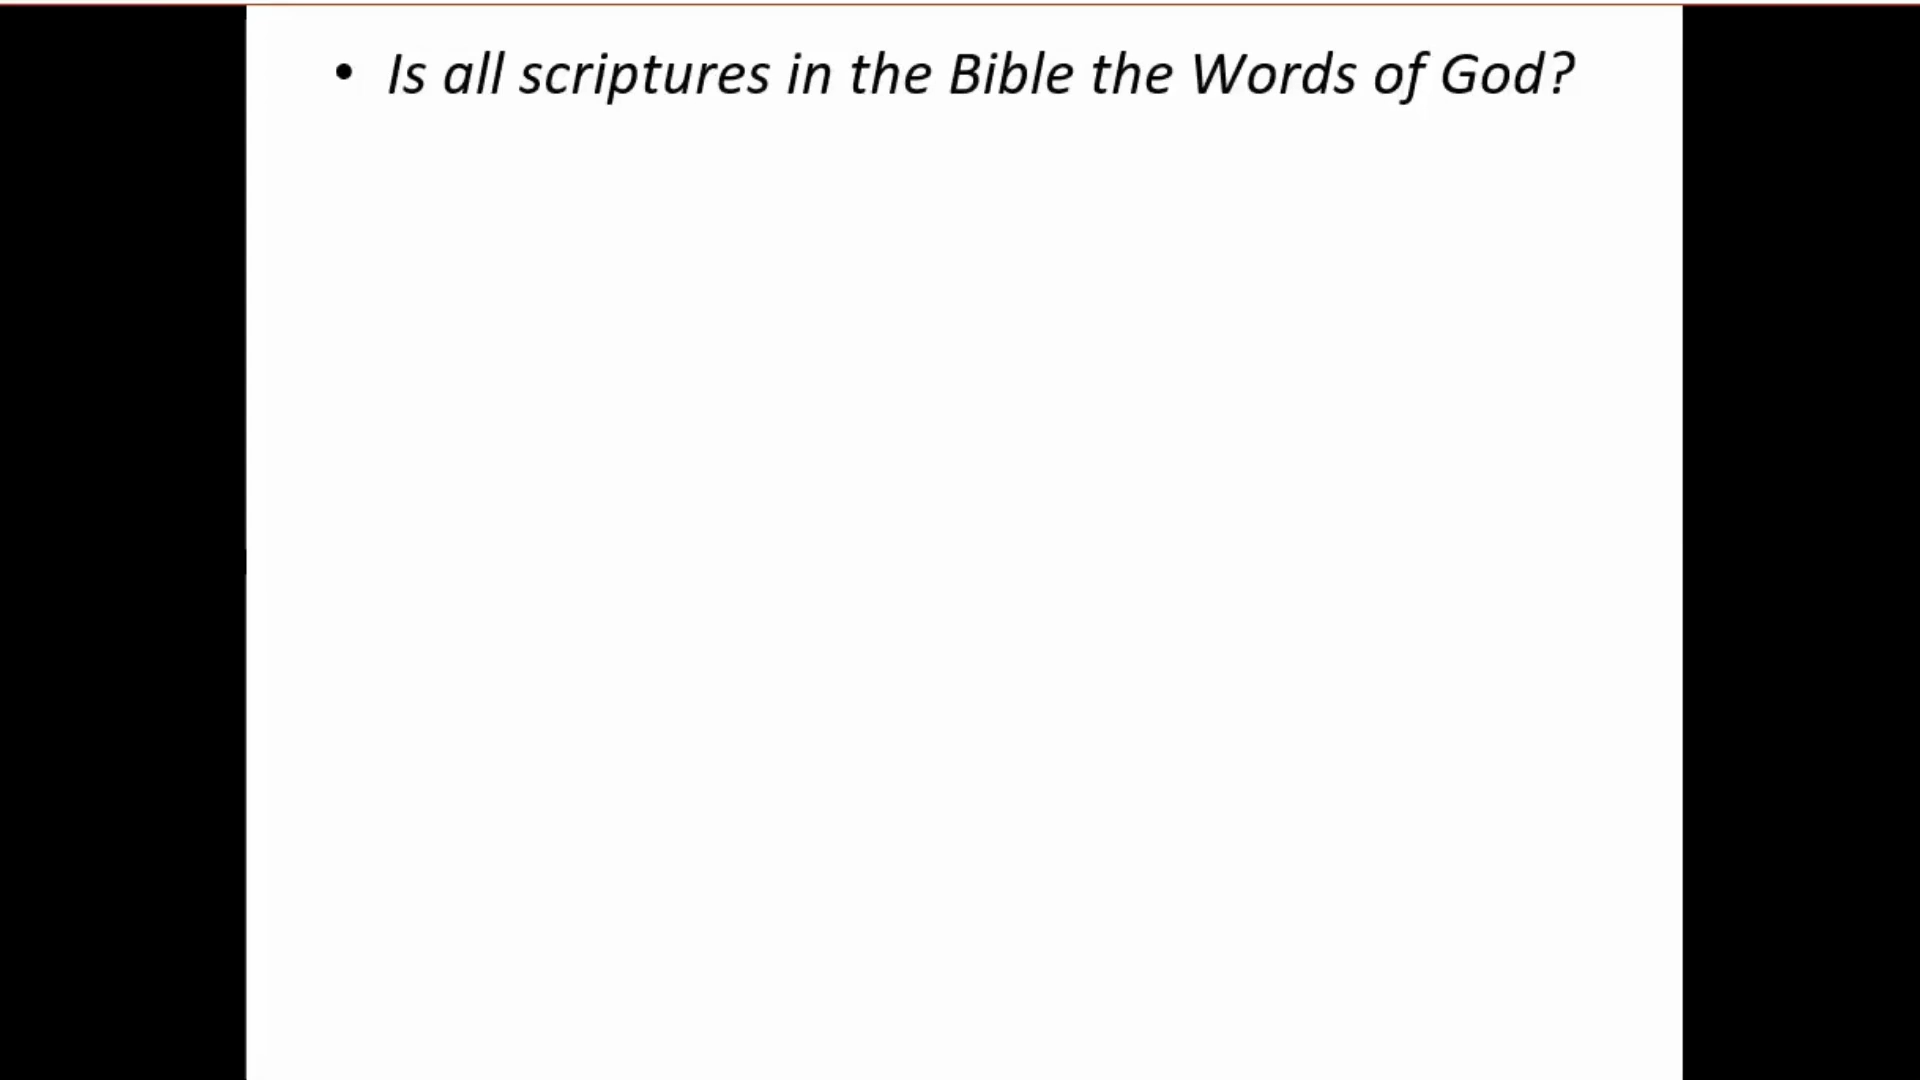 • Is all scriptures in the Bible the Words of God?